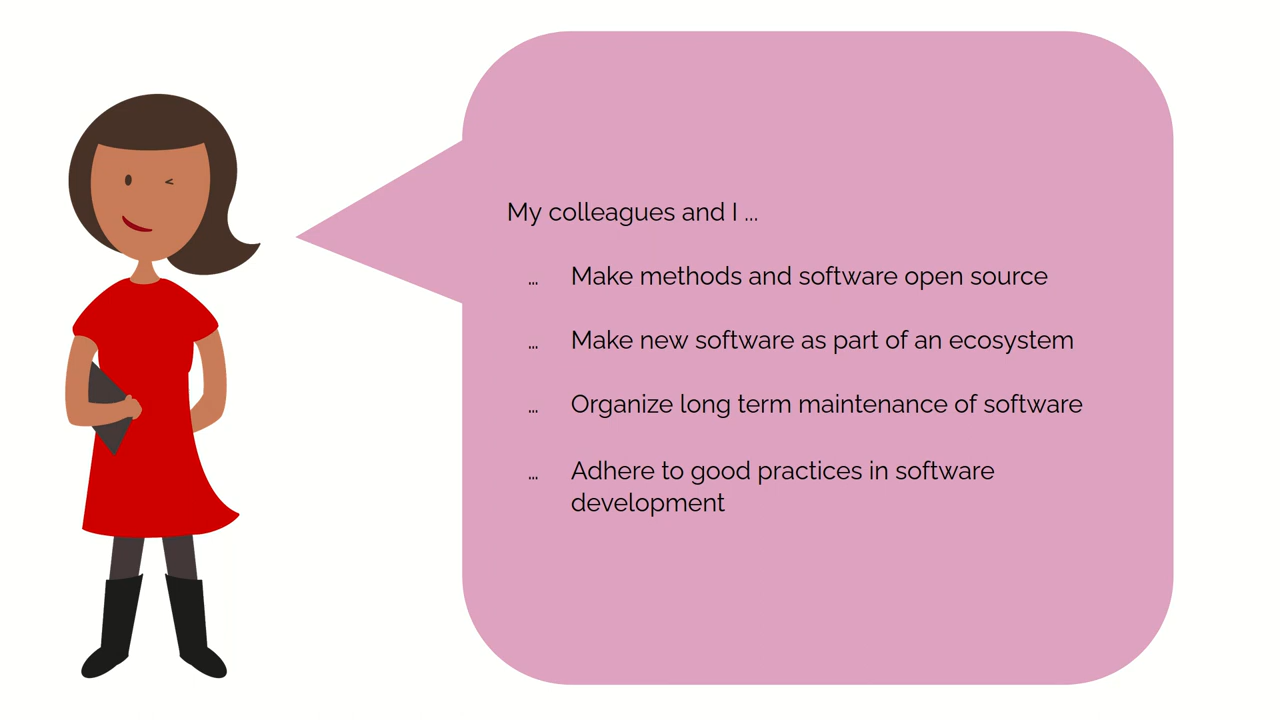 My colleagues and I ...
... Make methods and software open source
... Make new software as part of an ecosystem
... Organize long term maintenance of software
... Adhere to good practices in software
development